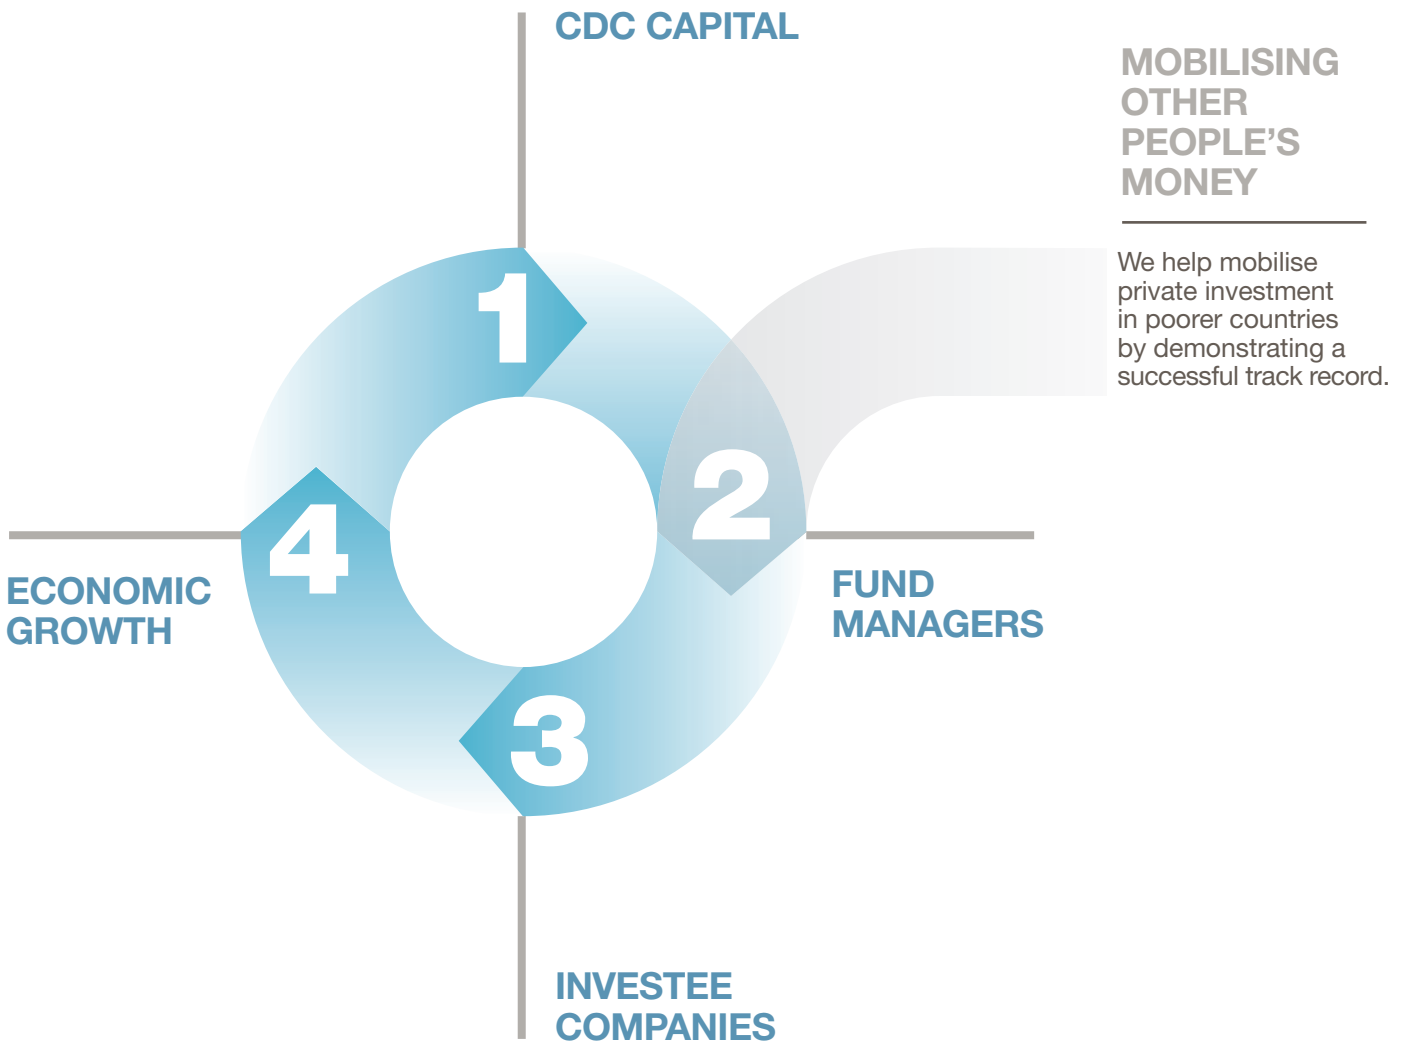 CDC CAPITAL
MOBILISING
OTHER
PEOPLE’S
MONEY
We help mobilise
private investment
in poorer countries
by demonstrating a
successful track record.
1
2
3
4
ECONOMIC
GROWTH
FUND
MANAGERS
INVESTEE
COMPANIES